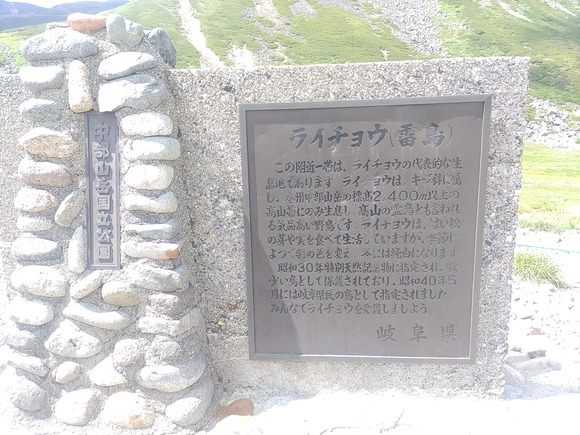 中部山岳国立公園
ライチョウ(雷鳥)
この附近一帯は、ライチョウの代表的な生
息地であります ライチョウは キジ科に属
し、本州中部山岳の標高2,400m以上の
高山帯にのみ生息し 高山の霊鳥とも言われ
る気品高い野鳥です ライチョウは、はい松
の芽や実を食べて生活していますが、季節に
よつて羽の色を変え 冬には純白になります
昭和30年特別天然記念物に指定され、数
少い鳥として保護されており、昭和40年5
月には岐阜県民の鳥として指定されました
みんなでライチョウを愛護しましよう
岐阜県